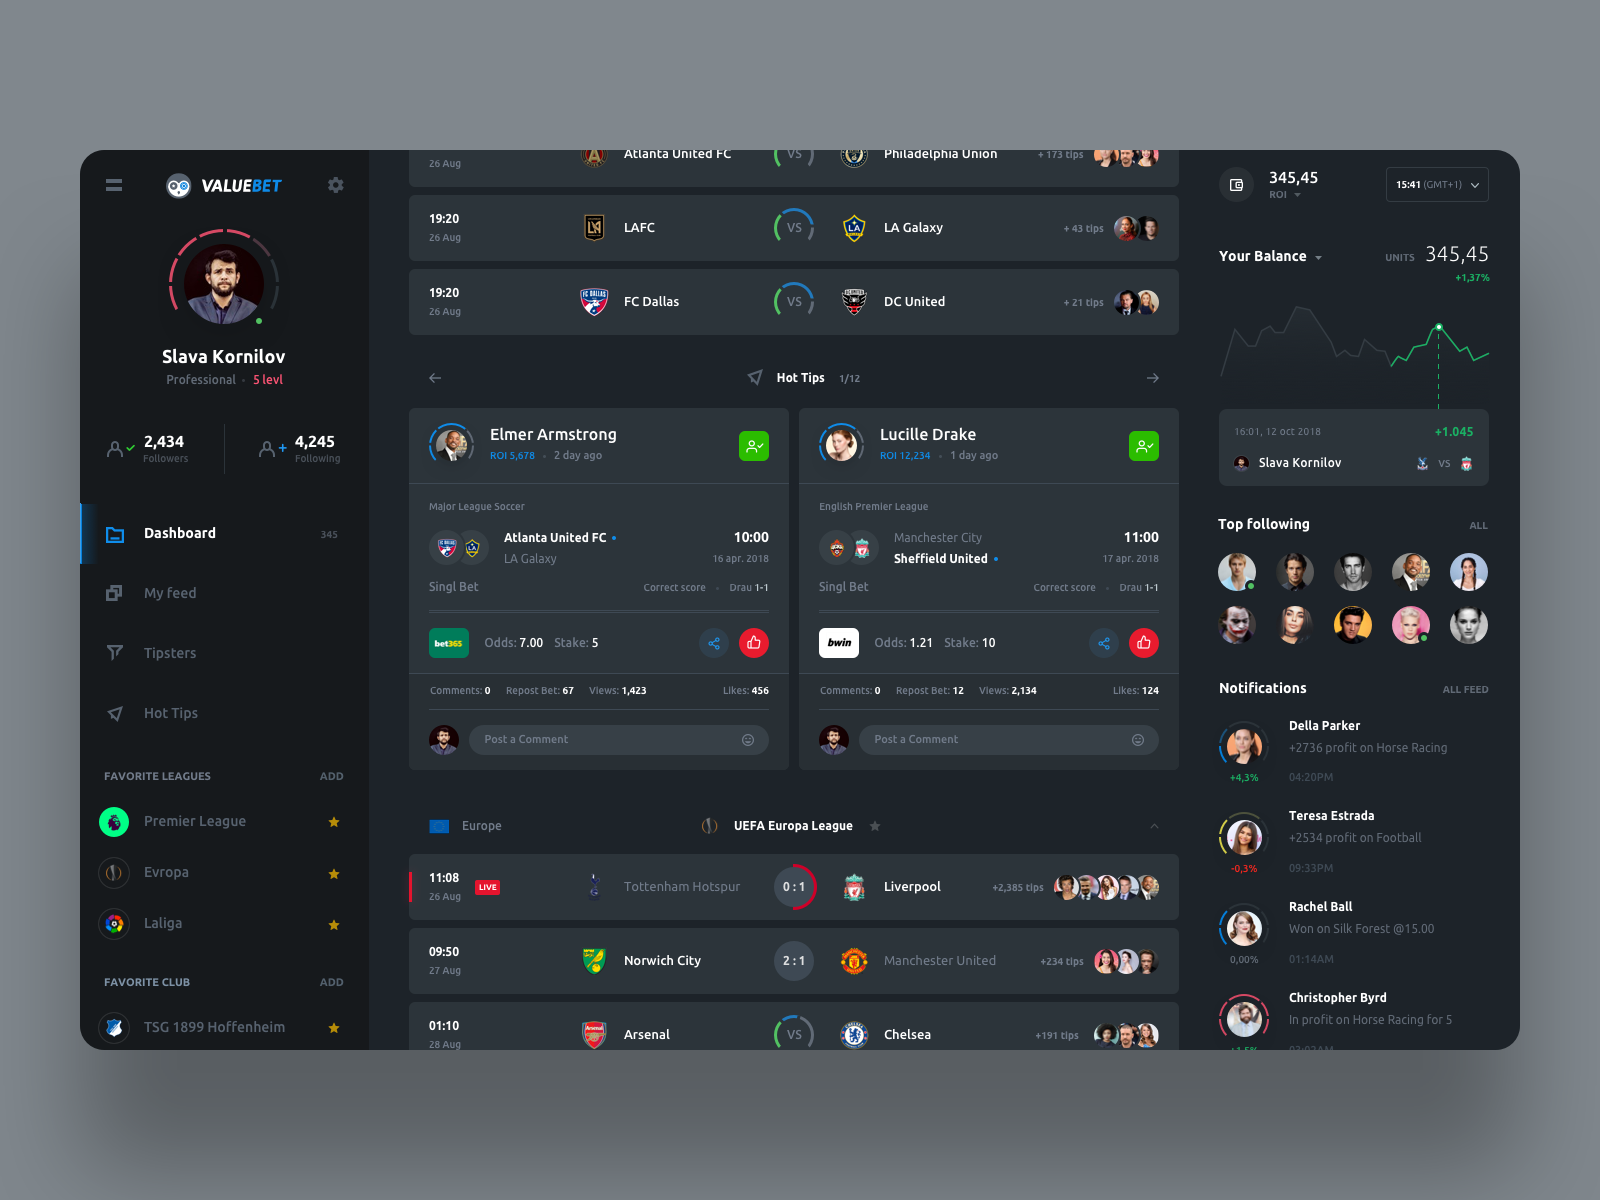 VALUEBET
Slava Kornilov
Professional • 5 levl
2,434
Followers
4,245
Following
Dashboard
345
My feed
Tipsters
Hot Tips
FAVORITE LEAGUES
ADD
Premier League
Evropa
Laliga
FAVORITE CLUB
ADD
TSG 1899 Hoffenheim
26 Aug
Atlanta United FC
VS
Philadelphia Union
+ 173 tips
19:20
26 Aug
LAFC
VS
LA Galaxy
+ 43 tips
19:20
26 Aug
FC Dallas
VS
DC United
+ 21 tips
Hot Tips 1/12
Elmer Armstrong
ROI 5,678 • 2 day ago
Major League Soccer
Atlanta United FC
10:00
LA Galaxy
16 apr. 2018
Singl Bet
Correct score • Drau 1-1
bet365
Odds: 7.00 Stake: 5
Comments: 0 Repost Bet: 67 Views: 1,423 Likes: 456
Post a Comment
Lucille Drake
ROI 12,234 • 1 day ago
English Premier League
Manchester City
11:00
Sheffield United
17 apr. 2018
Singl Bet
Correct score • Drau 1-1
bwin
Odds: 1.21 Stake: 10
Comments: 0 Repost Bet: 12 Views: 2,134 Likes: 124
Post a Comment
Europe
UEFA Europa League
11:08
26 Aug
LIVE
Tottenham Hotspur
0 : 1
Liverpool
+2,385 tips
09:50
27 Aug
Norwich City
2 : 1
Manchester United
+234 tips
01:10
28 Aug
Arsenal
VS
Chelsea
+191 tips
345,45
ROI
15:41 (GMT+1)
Your Balance
UNITS 345,45
+1,37%
16:01, 12 oct 2018
+1.045
Slava Kornilov
VS
Top following
ALL
Notifications
ALL FEED
Della Parker
+2736 profit on Horse Racing
+4,3%
04:20PM
Teresa Estrada
+2534 profit on Football
-0,3%
09:33PM
Rachel Ball
Won on Silk Forest @15.00
0,00%
01:14AM
Christopher Byrd
In profit on Horse Racing for 5